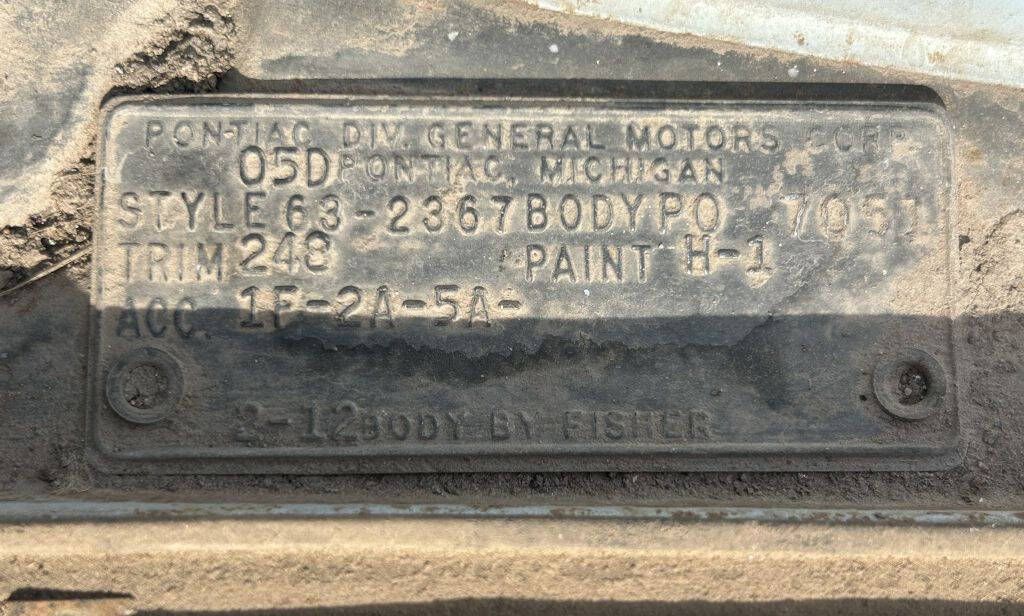 PONTIAC DIV. GENERAL MOTORS CORP.
05D PONTIAC, MICHIGAN
STYLE 63-2367 BODY PO 7051
TRIM 248 PAINT H-1
ACC. 1F-2A-5A-
2-12 BODY BY FISHER